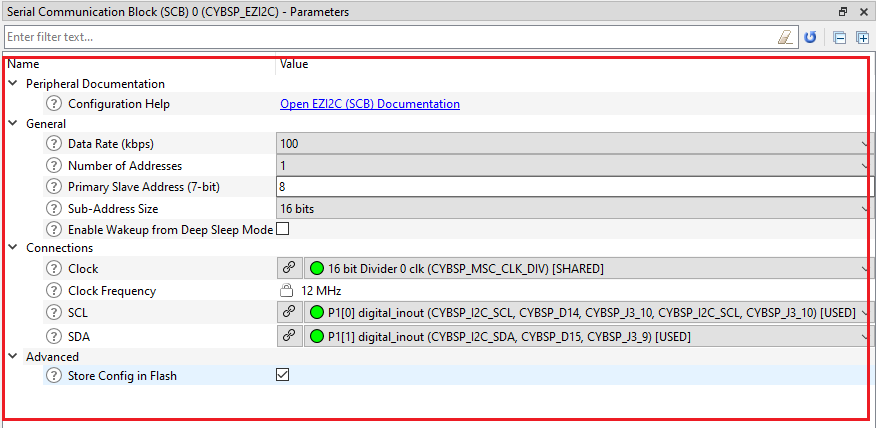 Serial Communication Block (SCB) 0 (CYBSP_EZI2C) - Parameters
Enter filter text...
Name Value
Peripheral Documentation
Configuration Help Open EZI2C (SCB) Documentation
General
Data Rate (kbps) 100
Number of Addresses 1
Primary Slave Address (7-bit) 8
Sub-Address Size 16 bits
Enable Wakeup from Deep Sleep Mode
Connections
Clock 16 bit Divider 0 clk (CYBSP_MSC_CLK_DIV) [SHARED]
Clock Frequency 12 MHz
SCL P1[0] digital_inout (CYBSP_I2C_SCL, CYBSP_D14, CYBSP_J3_10, CYBSP_I2C_SCL, CYBSP_J3_10) [USED]
SDA P1[1] digital_inout (CYBSP_I2C_SDA, CYBSP_D15, CYBSP_J3_9) [USED]
Advanced
Store Config in Flash